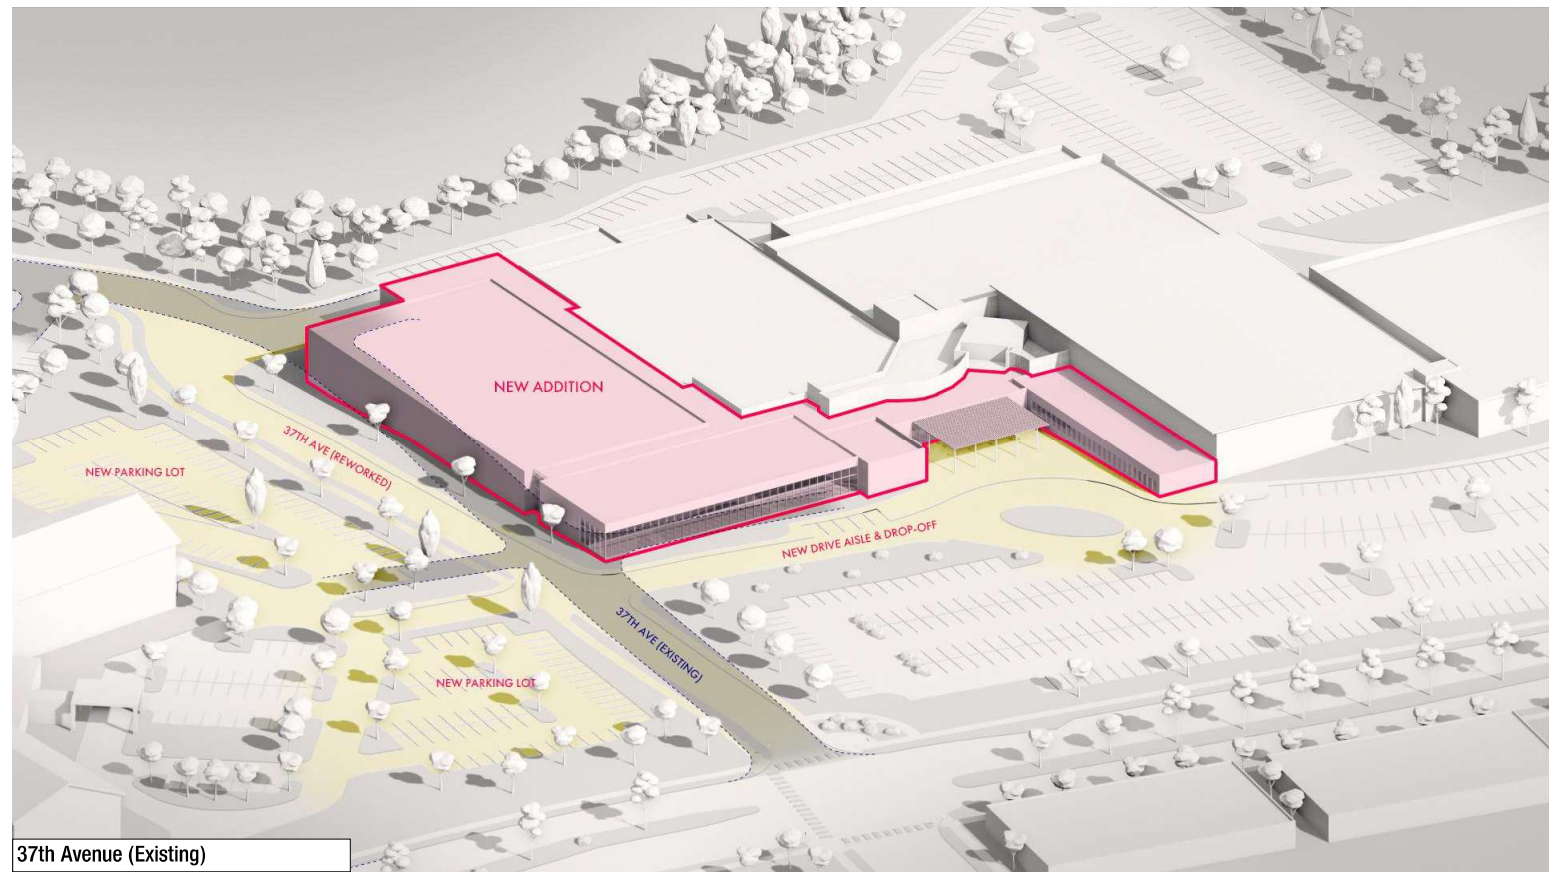 NEW ADDITION
37TH AVE (REWORKED)
NEW PARKING LOT
NEW DRIVE AISLE & DROP-OFF
37TH AVE (EXISTING)
NEW PARKING LOT
37th Avenue (Existing)